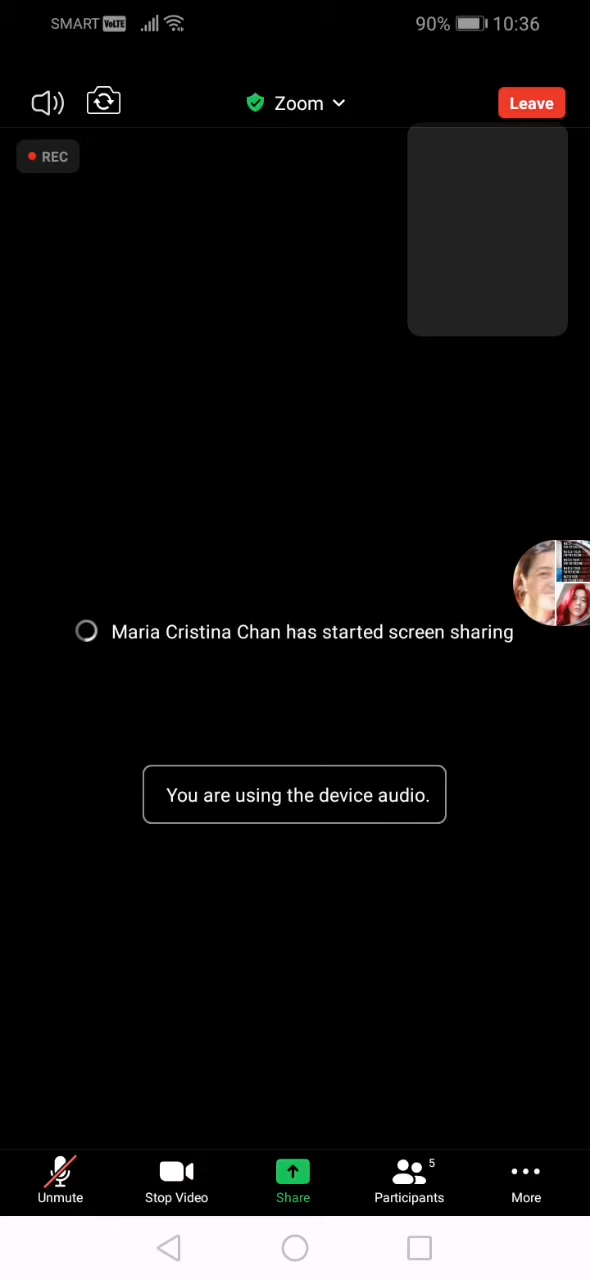 SMART VoLTE 90% 10:36
Zoom Leave
REC
Maria Cristina Chan has started screen sharing
You are using the device audio.
5
Unmute Stop Video Share Participants More